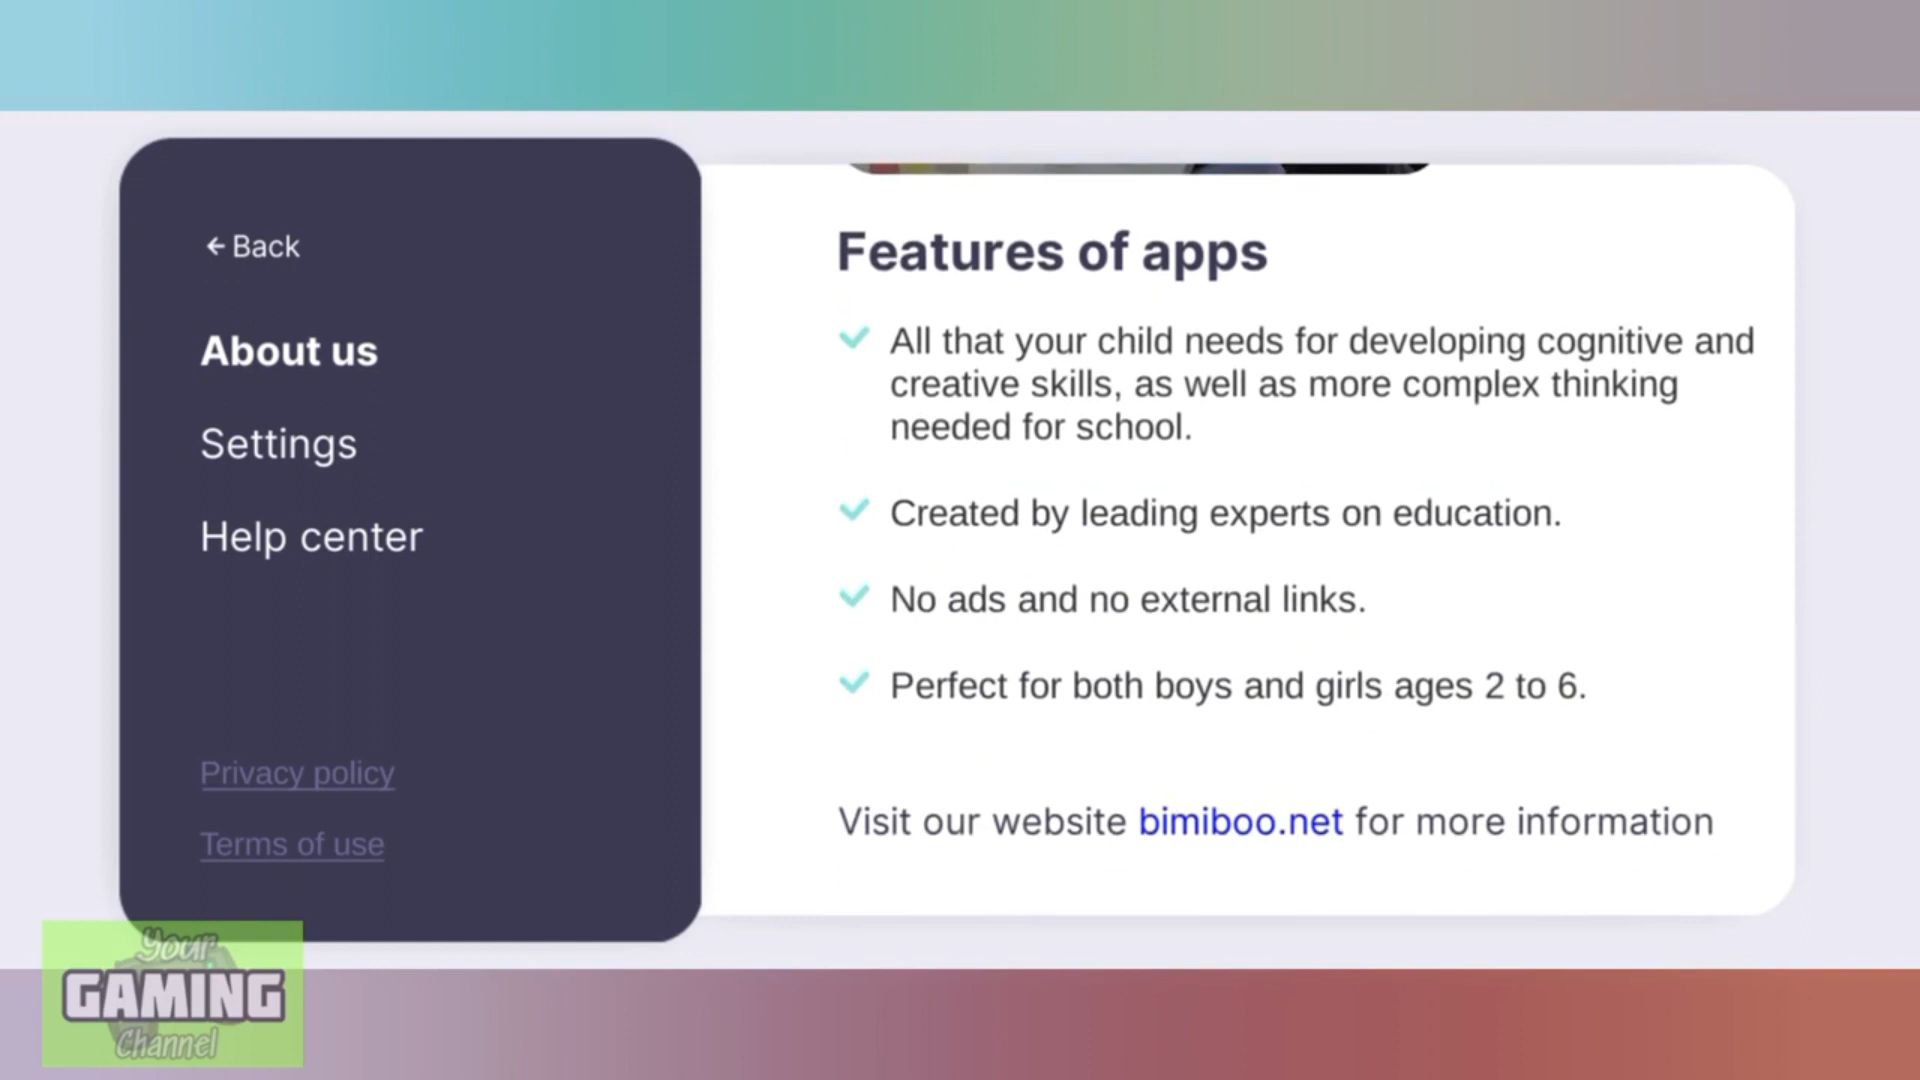 ← Back
About us
Settings
Help center
Privacy policy
Terms of use
Features of apps
All that your child needs for developing cognitive and
creative skills, as well as more complex thinking
needed for school.
Created by leading experts on education.
No ads and no external links.
Perfect for both boys and girls ages 2 to 6.
Visit our website bimiboo.net for more information
Your
GAMING
Channel